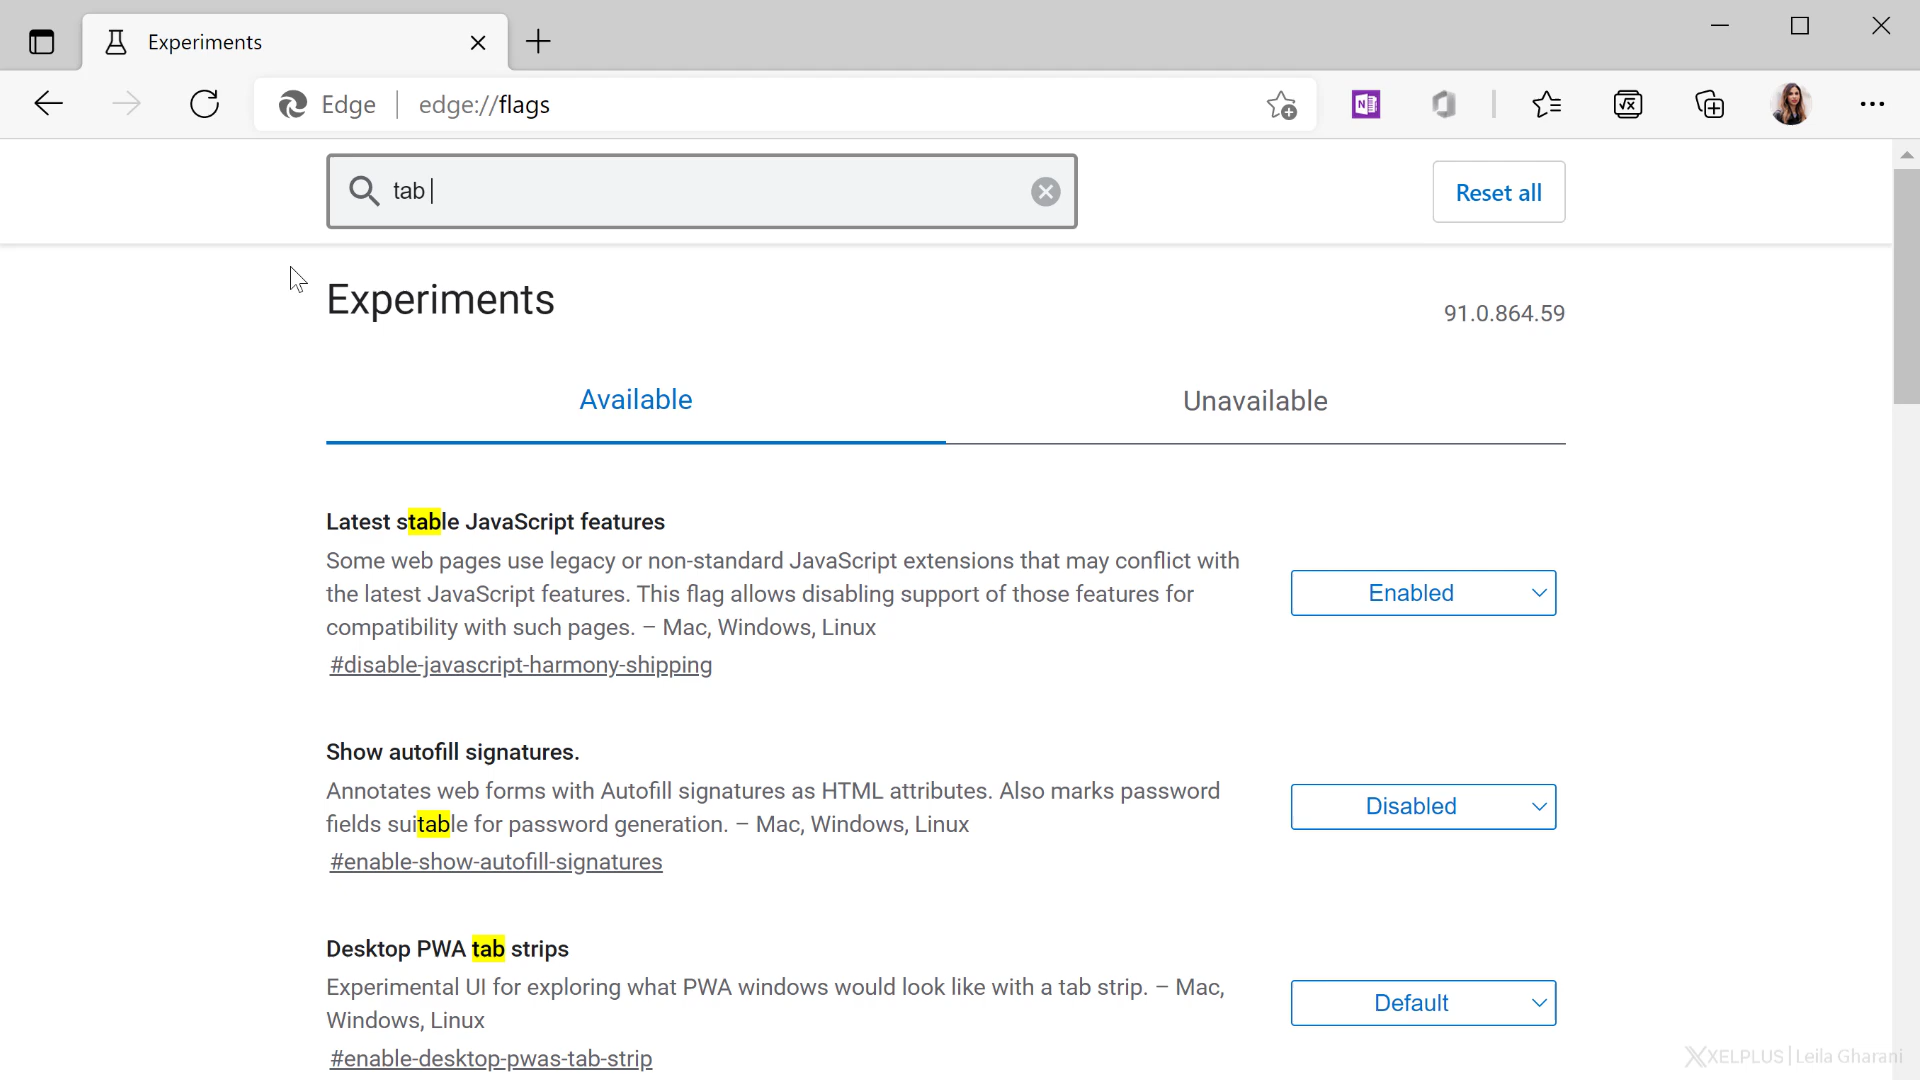 Experiments
Edge | edge://flags
tab
Reset all
Experiments
91.0.864.59
Available
Unavailable
Latest stable JavaScript features
Some web pages use legacy or non-standard JavaScript extensions that may conflict with
the latest JavaScript features. This flag allows disabling support of those features for
compatibility with such pages. – Mac, Windows, Linux
#disable-javascript-harmony-shipping
Enabled
Show autofill signatures.
Annotates web forms with Autofill signatures as HTML attributes. Also marks password
fields suitable for password generation. – Mac, Windows, Linux
#enable-show-autofill-signatures
Disabled
Desktop PWA tab strips
Experimental UI for exploring what PWA windows would look like with a tab strip. – Mac,
Windows, Linux
#enable-desktop-pwas-tab-strip
Default
XELPLUS | Leila Gharani